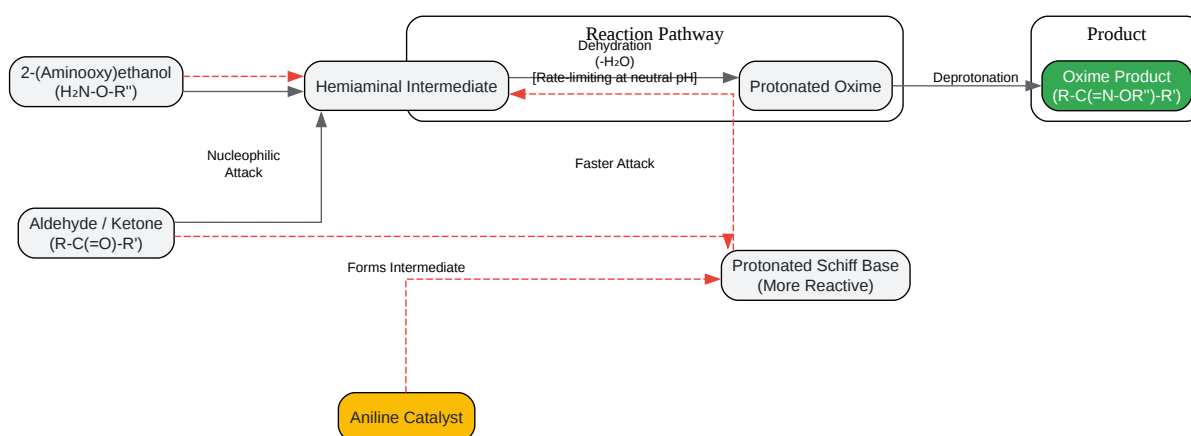 Reaction Pathway
Product
2-(Aminooxy)ethanol
(H₂N-O-R")
Hemiaminal Intermediate
Dehydration
(-H₂O)
[Rate-limiting at neutral pH]
Protonated Oxime
Deprotonation
Oxime Product
(R-C(=N-OR")-R')
Nucleophilic
Attack
Faster Attack
Aldehyde / Ketone
(R-C(=O)-R')
Forms Intermediate
Protonated Schiff Base
(More Reactive)
Aniline Catalyst